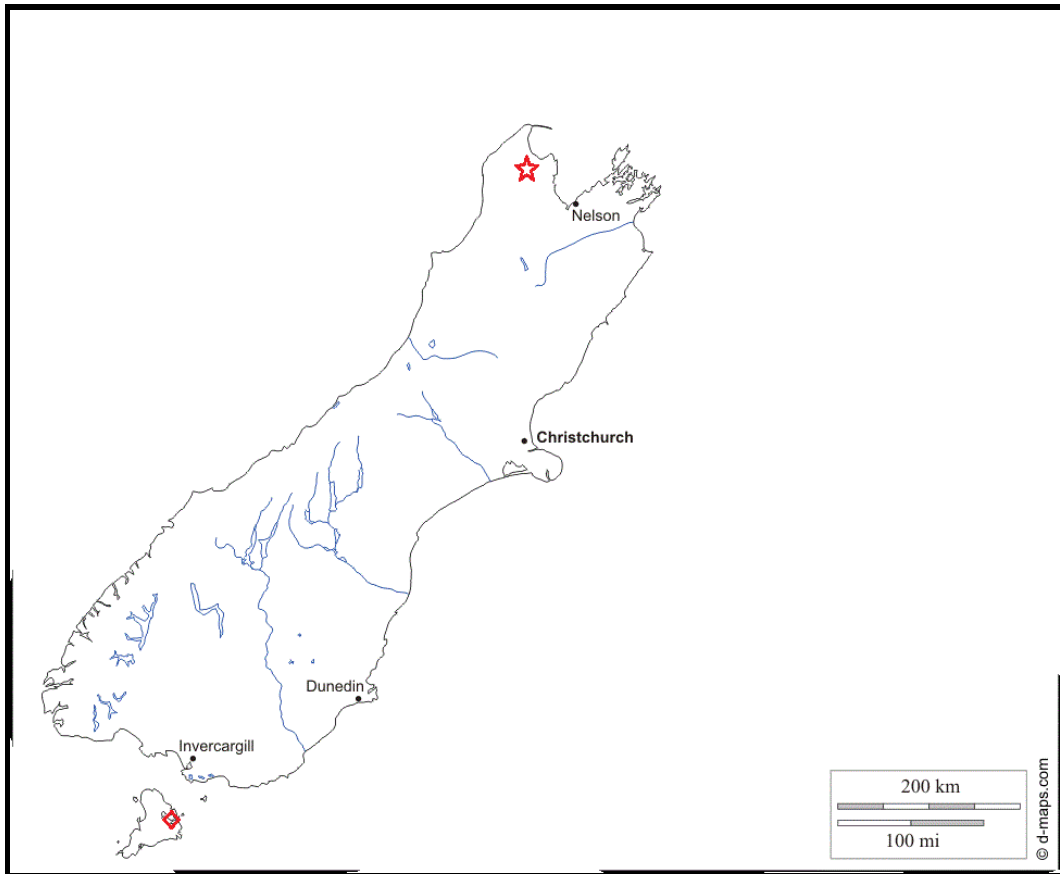 Nelson
Christchurch
Dunedin
Invercargill
200 km
100 mi
© d-maps.com